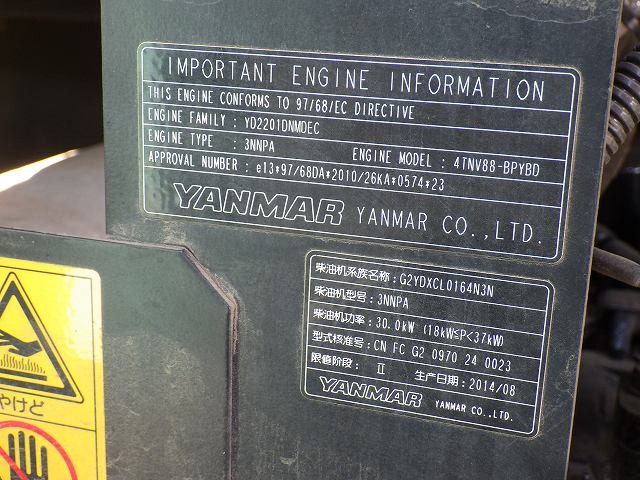 IMPORTANT ENGINE INFORMATION
THIS ENGINE CONFORMS TO 97/68/EC DIRECTIVE
ENGINE FAMILY : YD2201DNMDEC
ENGINE TYPE : 3NNPA ENGINE MODEL : 4TNV88-BPYBD
APPROVAL NUMBER : e13*97/68DA*2010/26KA*0574*23
YANMAR YANMAR CO.,LTD.
柴油机系族名称: G2YDXCL0164N3N
柴油机型号: 3NNPA
柴油机功率: 30.0kW (18kW≦P<37kW)
型式核准号: CN FC G2 0970 24 0023
限值阶段: Ⅱ 生产日期: 2014/08
YANMAR YANMAR CO.,LTD.
やけど